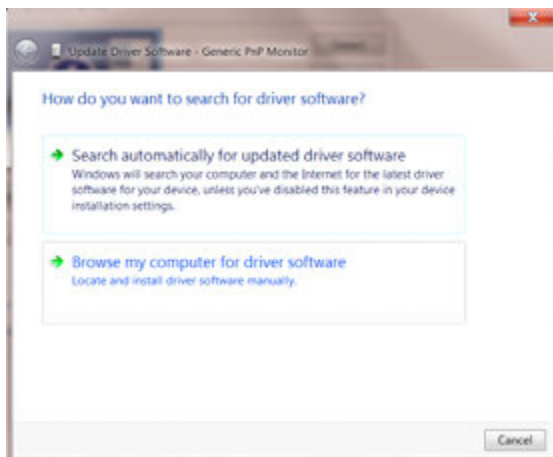 Update Driver Software - Generic PnP Monitor
How do you want to search for driver software?
Search automatically for updated driver software
Windows will search your computer and the Internet for the latest driver
software for your device, unless you've disabled this feature in your device
installation settings.
Browse my computer for driver software
Locate and install driver software manually.
Cancel